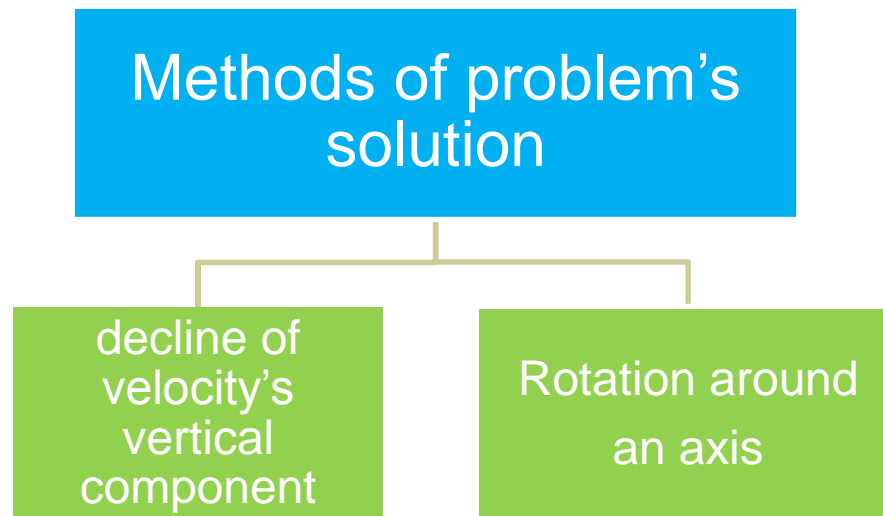 Methods of problem’s
solution
decline of
velocity’s
vertical
component
Rotation around
an axis